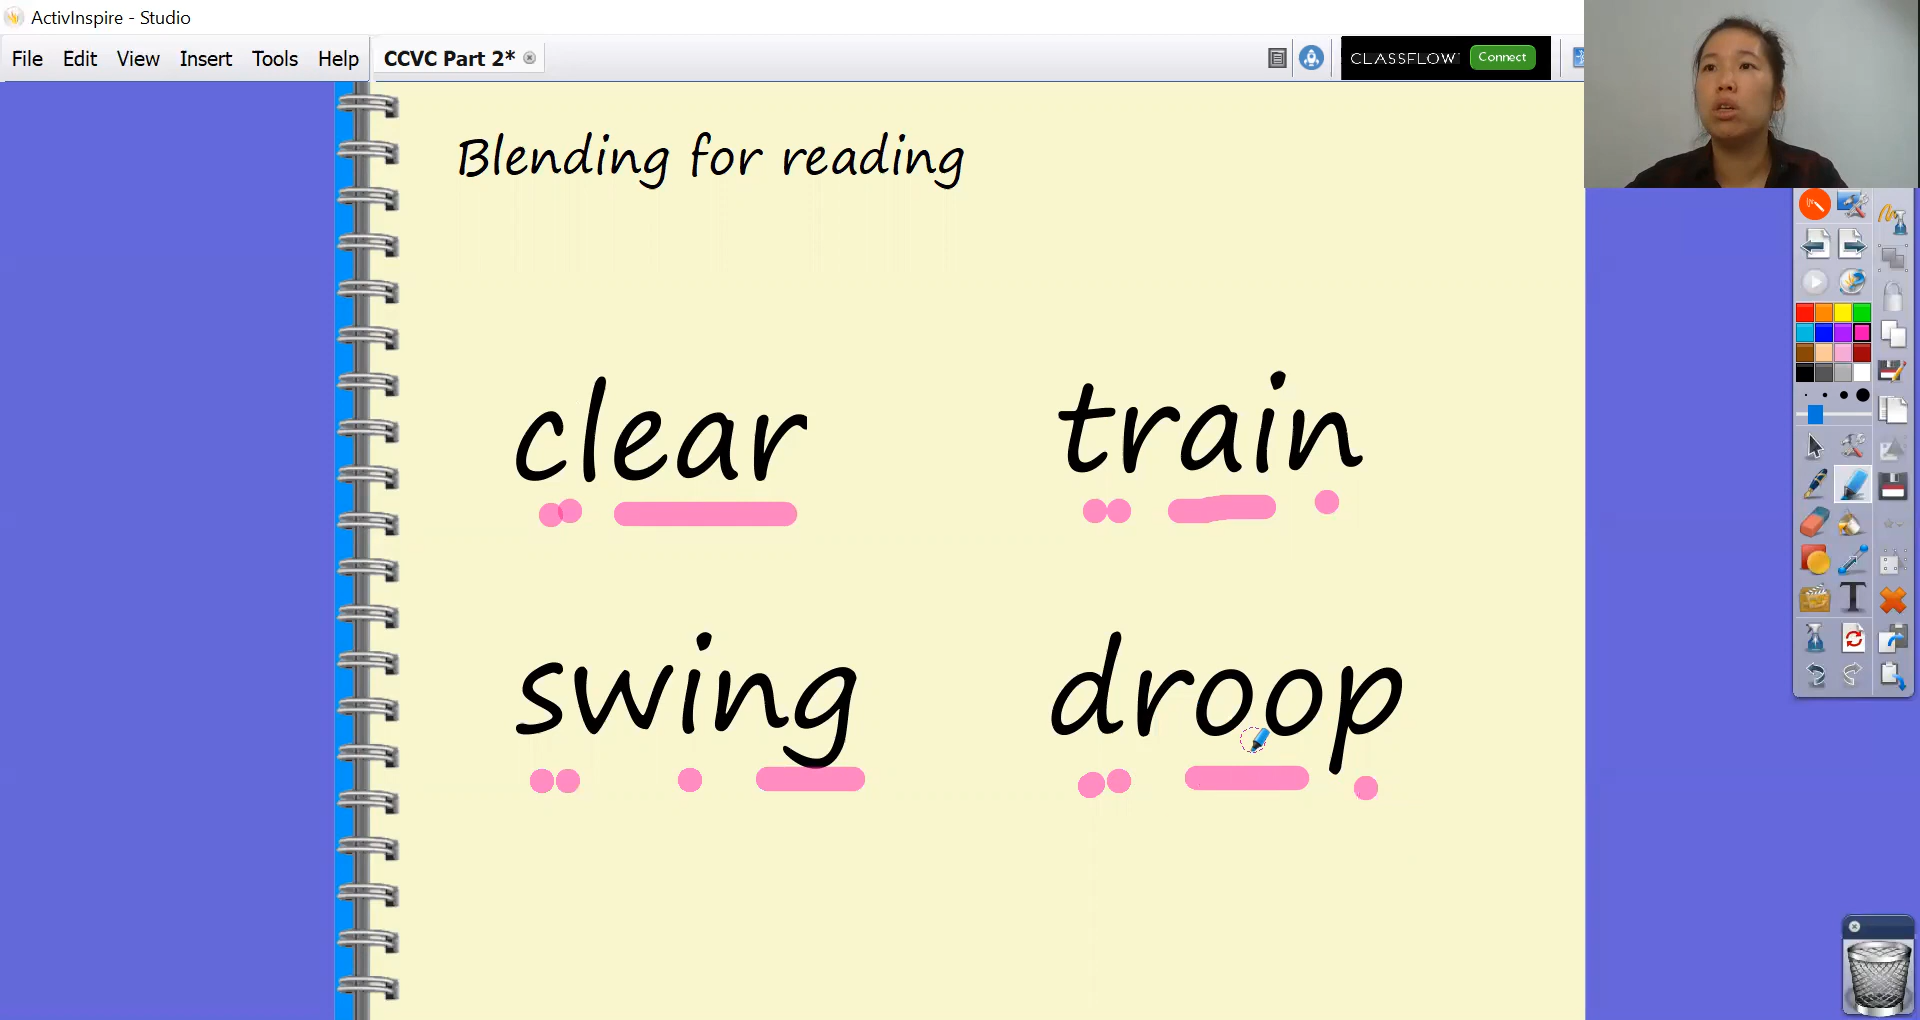 ActivInspire - Studio
File Edit View Insert Tools Help CCVC Part 2* CLASSFLOW Connect
Blending for reading
clear train
swing droop